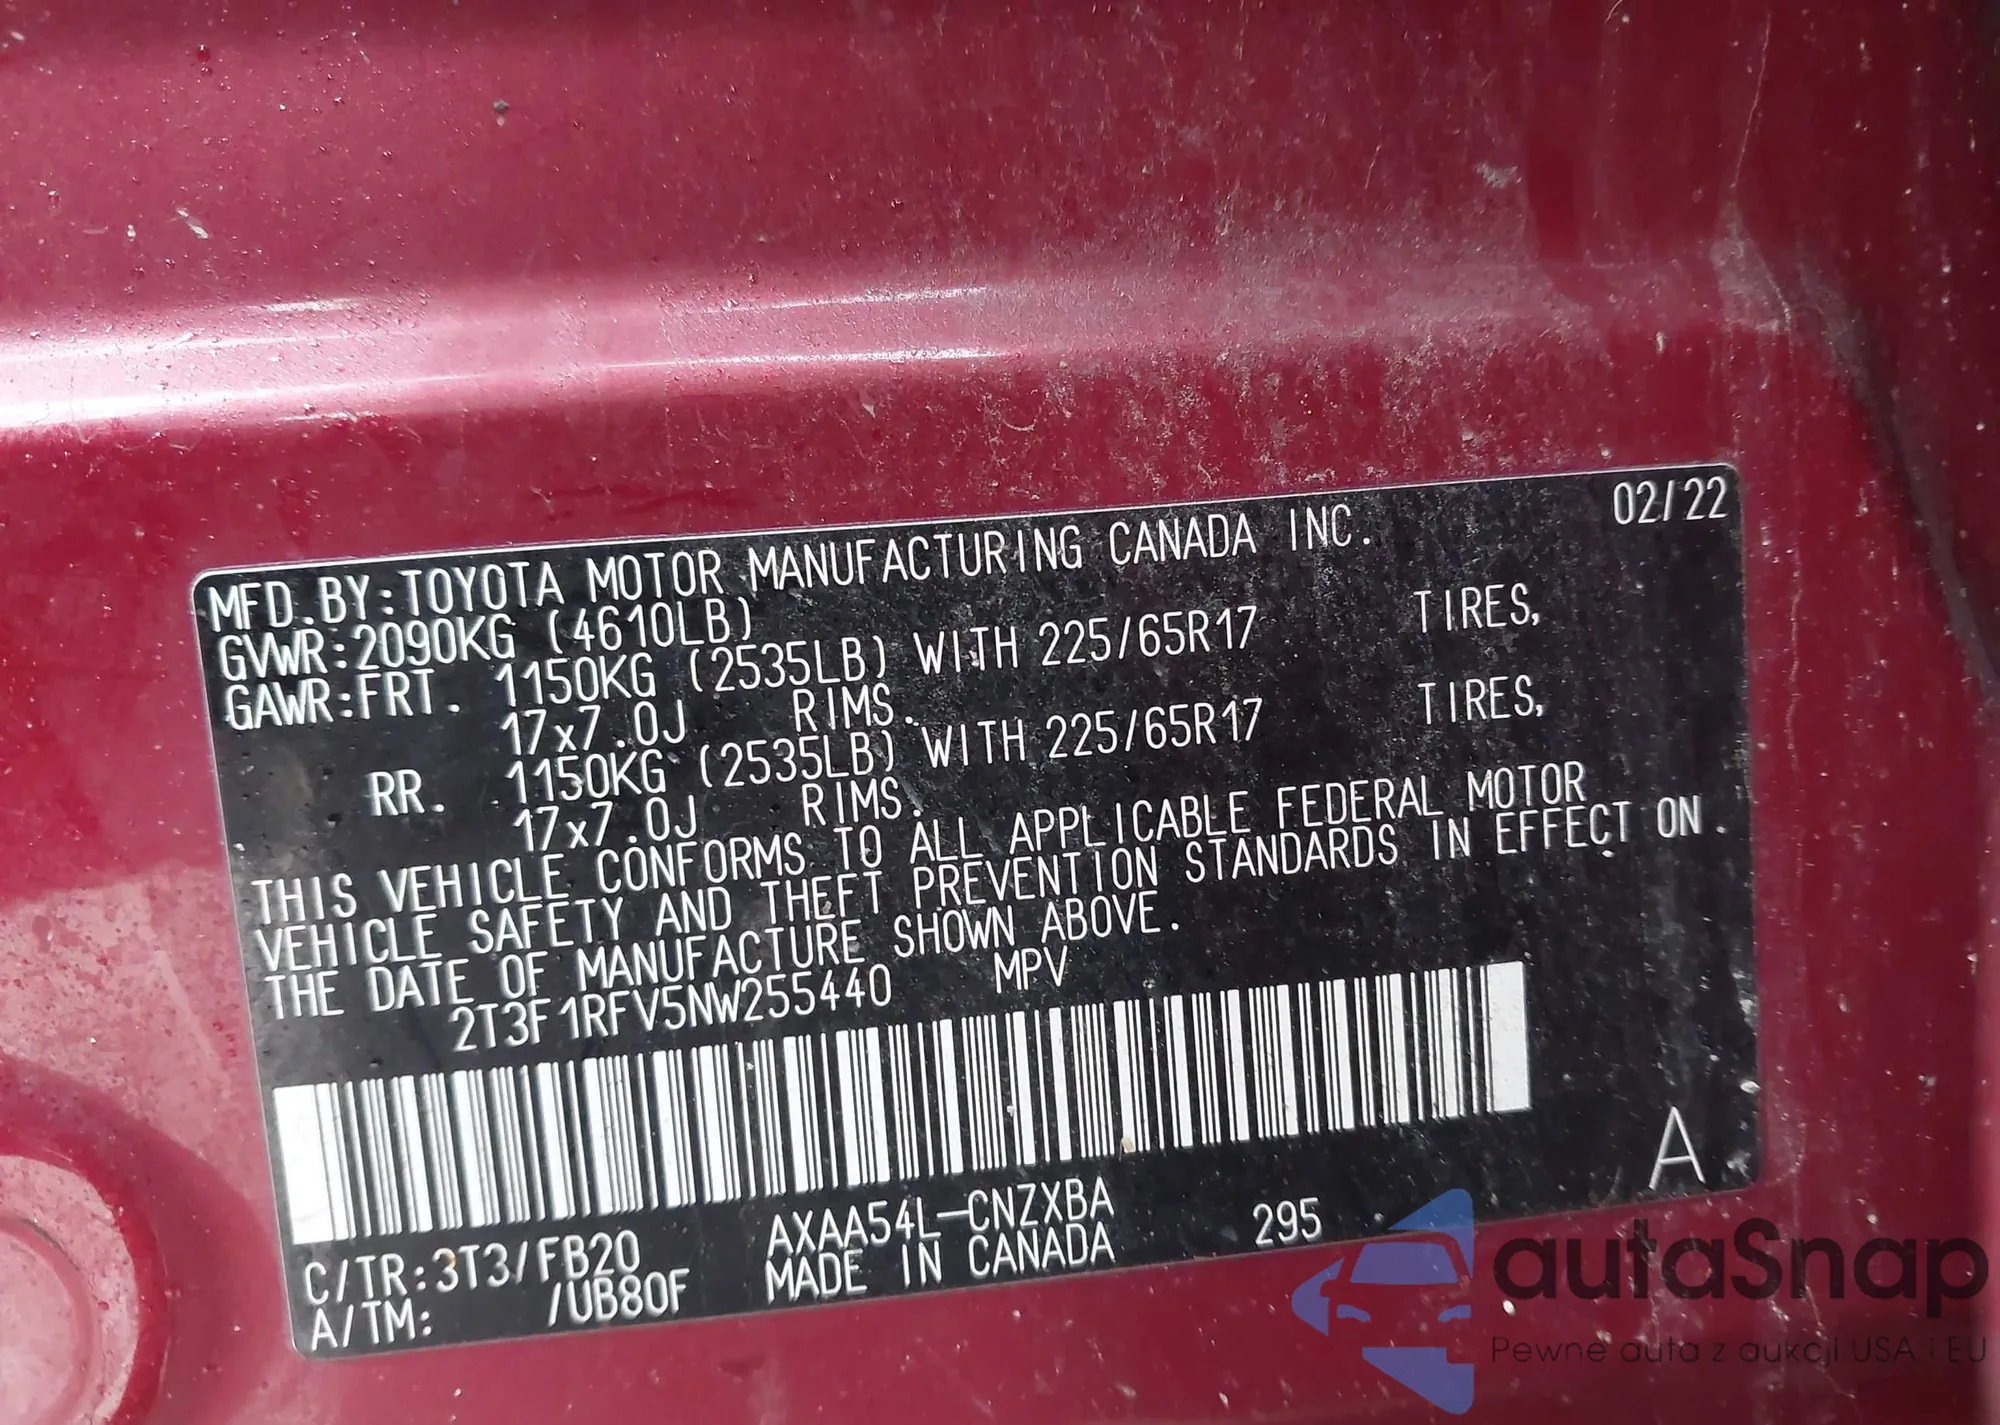 MFD.BY:TOYOTA MOTOR MANUFACTURING CANADA INC. 02/22
GVWR:2090KG (4610LB)
GAWR:FRT. 1150KG (2535LB) WITH 225/65R17 TIRES,
17x7.0J RIMS.
RR. 1150KG (2535LB) WITH 225/65R17 TIRES,
17x7.0J RIMS.
THIS VEHICLE CONFORMS TO ALL APPLICABLE FEDERAL MOTOR
VEHICLE SAFETY AND THEFT PREVENTION STANDARDS IN EFFECT ON
THE DATE OF MANUFACTURE SHOWN ABOVE.
2T3F1RFV5NW255440 MPV
A
C/TR:3T3/FB20 AXAA54L-CNZXBA 295
A/TM: /UB80F MADE IN CANADA
autaSnap
Pewne auta z aukcji USA i EU